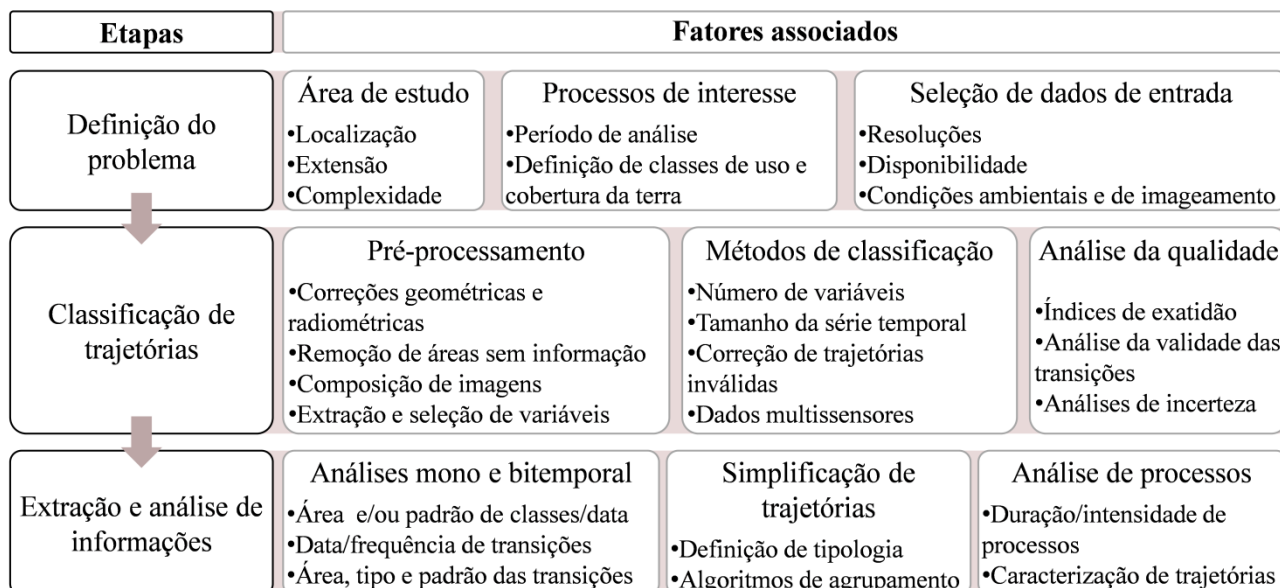 Etapas
Fatores associados
Definição do
problema
Área de estudo
•Localização
•Extensão
•Complexidade
Processos de interesse
•Período de análise
•Definição de classes de uso e
cobertura da terra
Seleção de dados de entrada
•Resoluções
•Disponibilidade
•Condições ambientais e de imageamento
Classificação de
trajetórias
Pré-processamento
•Correções geométricas e
radiométricas
•Remoção de áreas sem informação
•Composição de imagens
•Extração e seleção de variáveis
Métodos de classificação
•Número de variáveis
•Tamanho da série temporal
•Correção de trajetórias
inválidas
•Dados multissensores
Análise da qualidade
•Índices de exatidão
•Análise da validade das
transições
•Análises de incerteza
Extração e análise de
informações
Análises mono e bitemporal
•Área e/ou padrão de classes/data
•Data/frequência de transições
•Área, tipo e padrão das transições
Simplificação de
trajetórias
•Definição de tipologia
•Algoritmos de agrupamento
Análise de processos
•Duração/intensidade de
processos
•Caracterização de trajetórias